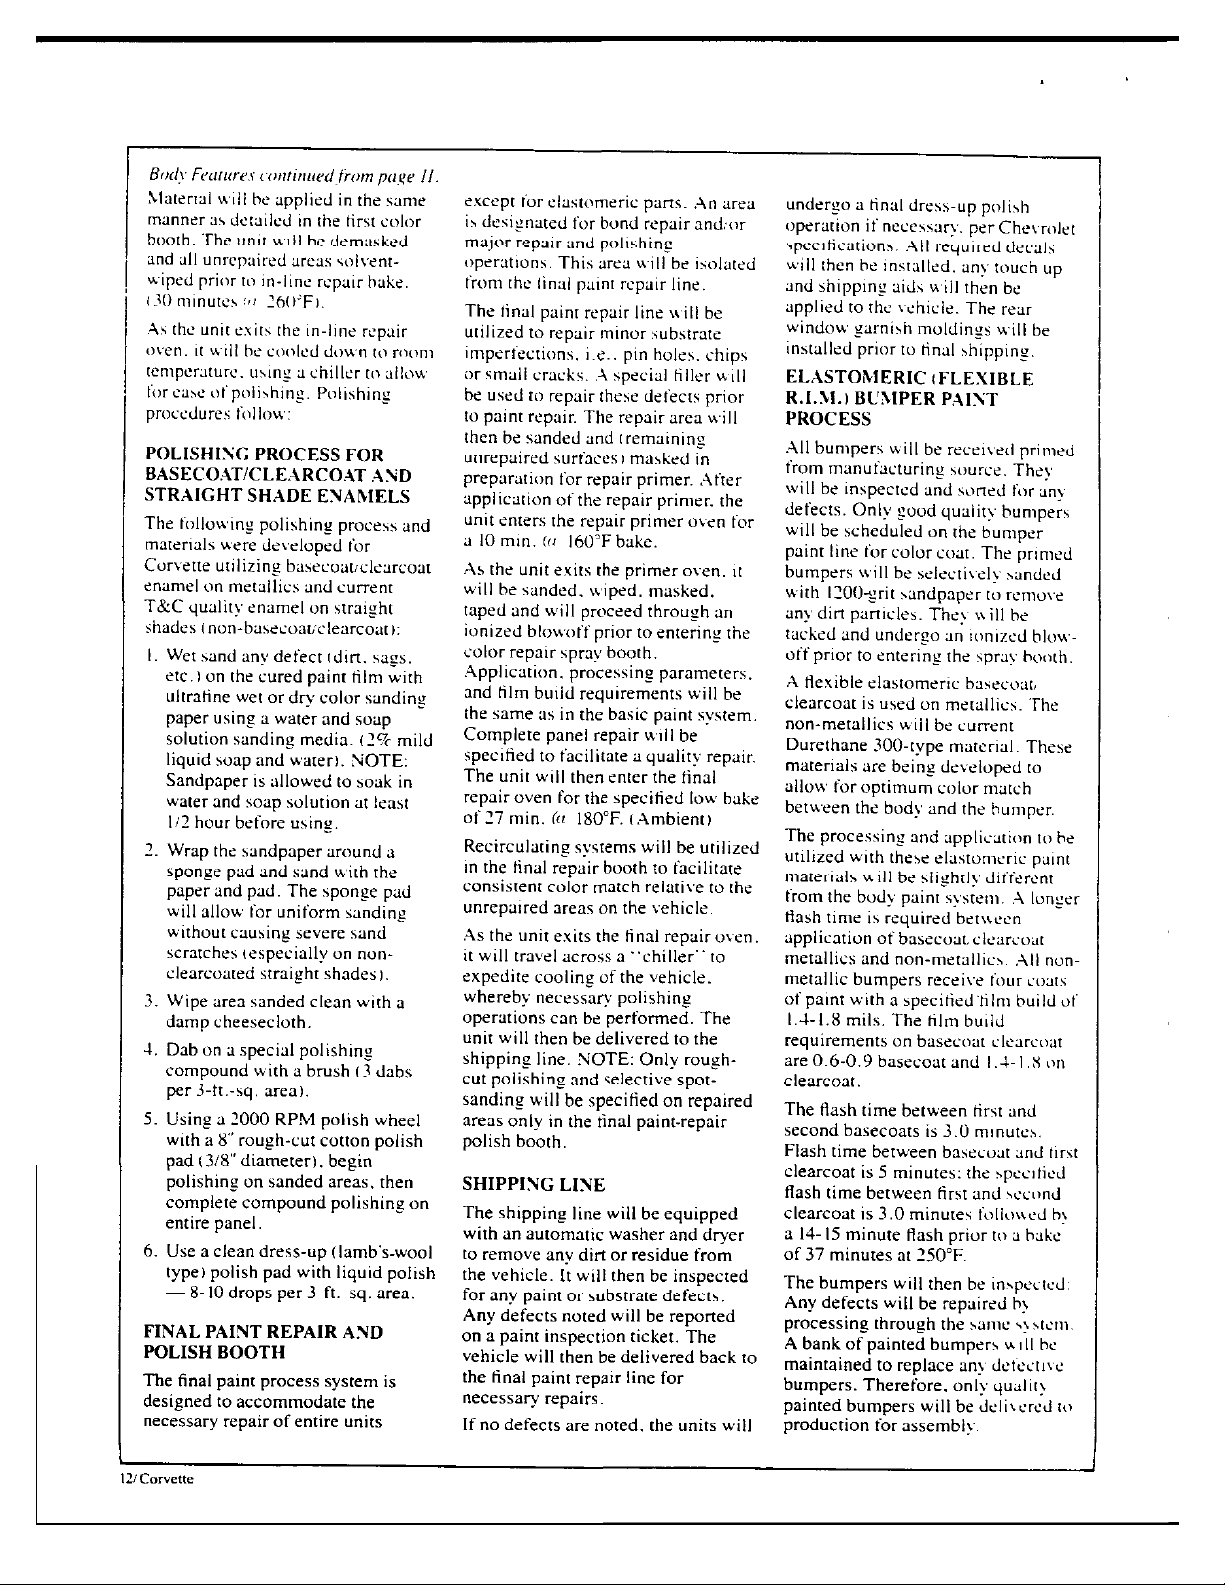 Body Features continued from page 11.
Material will be applied in the same
manner as detailed in the first color
booth. The unit will be demasked
and all unrepaired areas solvent-
wiped prior to in-line repair bake.
(30 minutes @ 260°F).
As the unit exits the in-line repair
oven, it will be cooled down to room
temperature, using a chiller to allow
for ease of polishing. Polishing
procedures follow:
POLISHING PROCESS FOR
BASECOAT/CLEARCOAT AND
STRAIGHT SHADE ENAMELS
The following polishing process and
materials were developed for
Corvette utilizing basecoat/clearcoat
enamel on metallics and current
T&C quality enamel on straight
shades (non-basecoat/clearcoat):
1. Wet sand any defect (dirt, sags,
etc.) on the cured paint film with
ultrafine wet or dry color sanding
paper using a water and soap
solution sanding media. (2% mild
liquid soap and water). NOTE:
Sandpaper is allowed to soak in
water and soap solution at least
1/2 hour before using.
2. Wrap the sandpaper around a
sponge pad and sand with the
paper and pad. The sponge pad
will allow for uniform sanding
without causing severe sand
scratches (especially on non-
clearcoated straight shades).
3. Wipe area sanded clean with a
damp cheesecloth.
4. Dab on a special polishing
compound with a brush (3 dabs
per 3-ft.-sq. area).
5. Using a 2000 RPM polish wheel
with a 8" rough-cut cotton polish
pad (3/8" diameter), begin
polishing on sanded areas, then
complete compound polishing on
entire panel.
6. Use a clean dress-up (lamb's-wool
type) polish pad with liquid polish
— 8-10 drops per 3 ft. sq. area.
FINAL PAINT REPAIR AND
POLISH BOOTH
The final paint process system is
designed to accommodate the
necessary repair of entire units
except for elastomeric parts. An area
is designated for bond repair and/or
major repair and polishing
operations. This area will be isolated
from the final paint repair line.
The final paint repair line will be
utilized to repair minor substrate
imperfections, i.e., pin holes, chips
or small cracks. A special filler will
be used to repair these defects prior
to paint repair. The repair area will
then be sanded and (remaining
unrepaired surfaces) masked in
preparation for repair primer. After
application of the repair primer, the
unit enters the repair primer oven for
a 10 min. @ 160°F bake.
As the unit exits the primer oven, it
will be sanded, wiped, masked,
taped and will proceed through an
ionized blowoff prior to entering the
color repair spray booth.
Application, processing parameters,
and film build requirements will be
the same as in the basic paint system.
Complete panel repair will be
specified to facilitate a quality repair.
The unit will then enter the final
repair oven for the specified low bake
of 27 min. @ 180°F. (Ambient)
Recirculating systems will be utilized
in the final repair booth to facilitate
consistent color match relative to the
unrepaired areas on the vehicle.
As the unit exits the final repair oven,
it will travel across a "chiller" to
expedite cooling of the vehicle,
whereby necessary polishing
operations can be performed. The
unit will then be delivered to the
shipping line. NOTE: Only rough-
cut polishing and selective spot-
sanding will be specified on repaired
areas only in the final paint-repair
polish booth.
SHIPPING LINE
The shipping line will be equipped
with an automatic washer and dryer
to remove any dirt or residue from
the vehicle. It will then be inspected
for any paint or substrate defects.
Any defects noted will be reported
on a paint inspection ticket. The
vehicle will then be delivered back to
the final paint repair line for
necessary repairs.
If no defects are noted, the units will
undergo a final dress-up polish
operation if necessary, per Chevrolet
specifications. All required decals
will then be installed, any touch up
and shipping aids will then be
applied to the vehicle. The rear
window garnish moldings will be
installed prior to final shipping.
ELASTOMERIC (FLEXIBLE
R.I.M.) BUMPER PAINT
PROCESS
All bumpers will be received primed
from manufacturing source. They
will be inspected and sorted for any
defects. Only good quality bumpers
will be scheduled on the bumper
paint line for color coat. The primed
bumpers will be selectively sanded
with 1200-grit sandpaper to remove
any dirt particles. They will be
tacked and undergo an ionized blow-
off prior to entering the spray booth.
A flexible elastomeric basecoat/
clearcoat is used on metallics. The
non-metallics will be current
Durethane 300-type material. These
materials are being developed to
allow for optimum color match
between the body and the bumper.
The processing and application to be
utilized with these elastomeric paint
materials will be slightly different
from the body paint system. A longer
flash time is required between
application of basecoat/clearcoat
metallics and non-metallics. All non-
metallic bumpers receive four coats
of paint with a specified film build of
1.4-1.8 mils. The film build
requirements on basecoat clearcoat
are 0.6-0.9 basecoat and 1.4-1.8 on
clearcoat.
The flash time between first and
second basecoats is 3.0 minutes.
Flash time between basecoat and first
clearcoat is 5 minutes; the specified
flash time between first and second
clearcoat is 3.0 minutes followed by
a 14-15 minute flash prior to a bake
of 37 minutes at 250°F.
The bumpers will then be inspected:
Any defects will be repaired by
processing through the same system.
A bank of painted bumpers will be
maintained to replace any defective
bumpers. Therefore, only quality
painted bumpers will be delivered to
production for assembly.
12/Corvette